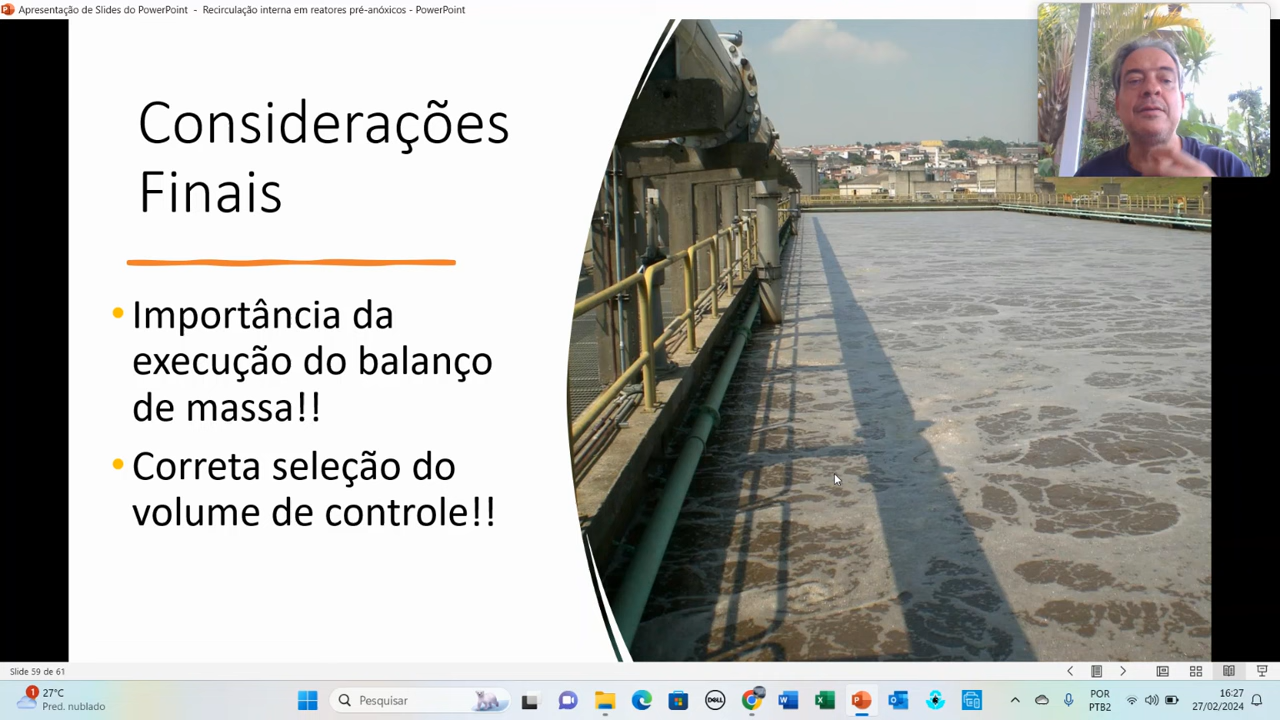 Apresentação de Slides do PowerPoint - Recirculação interna em reatores pré-anóxicos - PowerPoint
Considerações
Finais
• Importância da
execução do balanço
de massa!!
• Correta seleção do
volume de controle!!
Slide 59 de 61
1
27°C
Pred. nublado
Pesquisar
DELL
POR
PTB2
16:27
27/02/2024